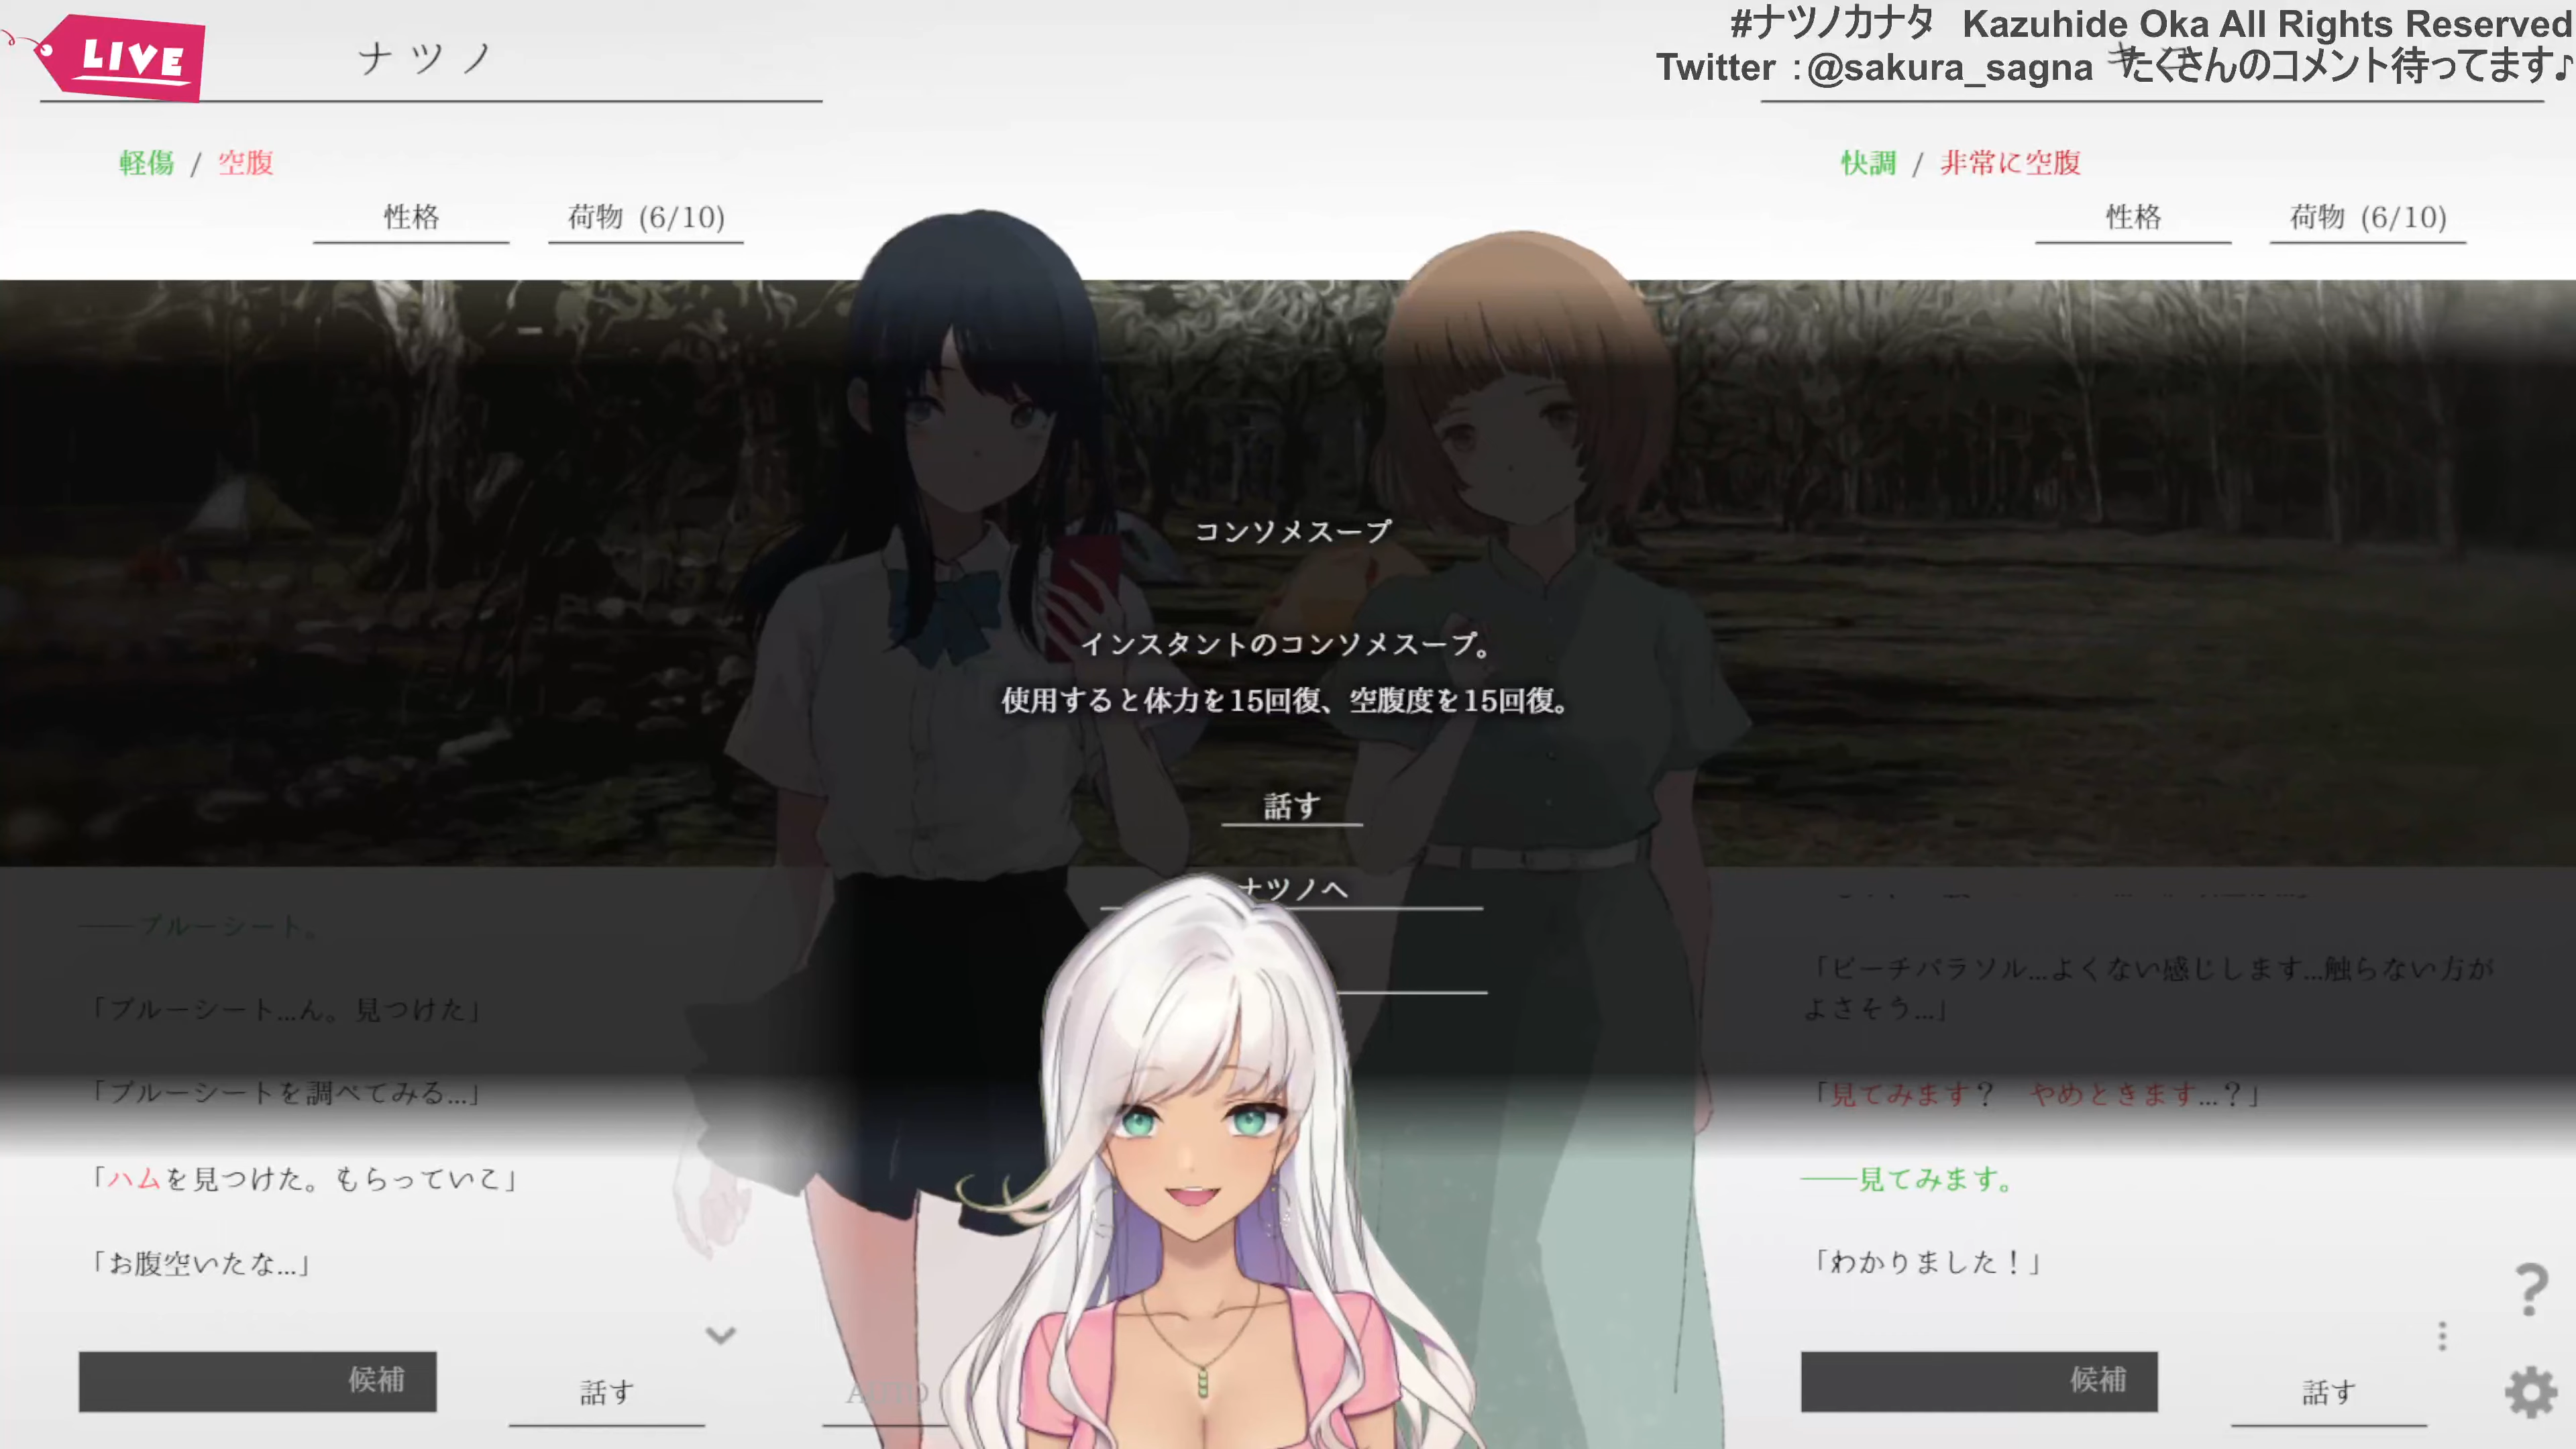 LIVE
ナツノ
#ナツノカナタ Kazuhide Oka All Rights Reserved
Twitter :@sakura_sagna たくさんのコメント待ってます♪
軽傷 / 空腹
性格
荷物 (6/10)
快調 / 非常に空腹
性格
荷物 (6/10)
コンソメスープ
インスタントのコンソメスープ。
使用すると体力を15回復、空腹度を15回復。
話す
ナツノへ
――ブルーシート。
「ブルーシート…ん。見つけた」
「ブルーシートを調べてみる…」
「ハムを見つけた。もらっていこ」
「お腹空いたな…」
候補
話す
AUTO
「ビーチパラソル…よくない感じします…触らない方が
よさそう…」
「見てみます？ やめときます…？」
――見てみます。
「わかりました！」
?
候補
話す